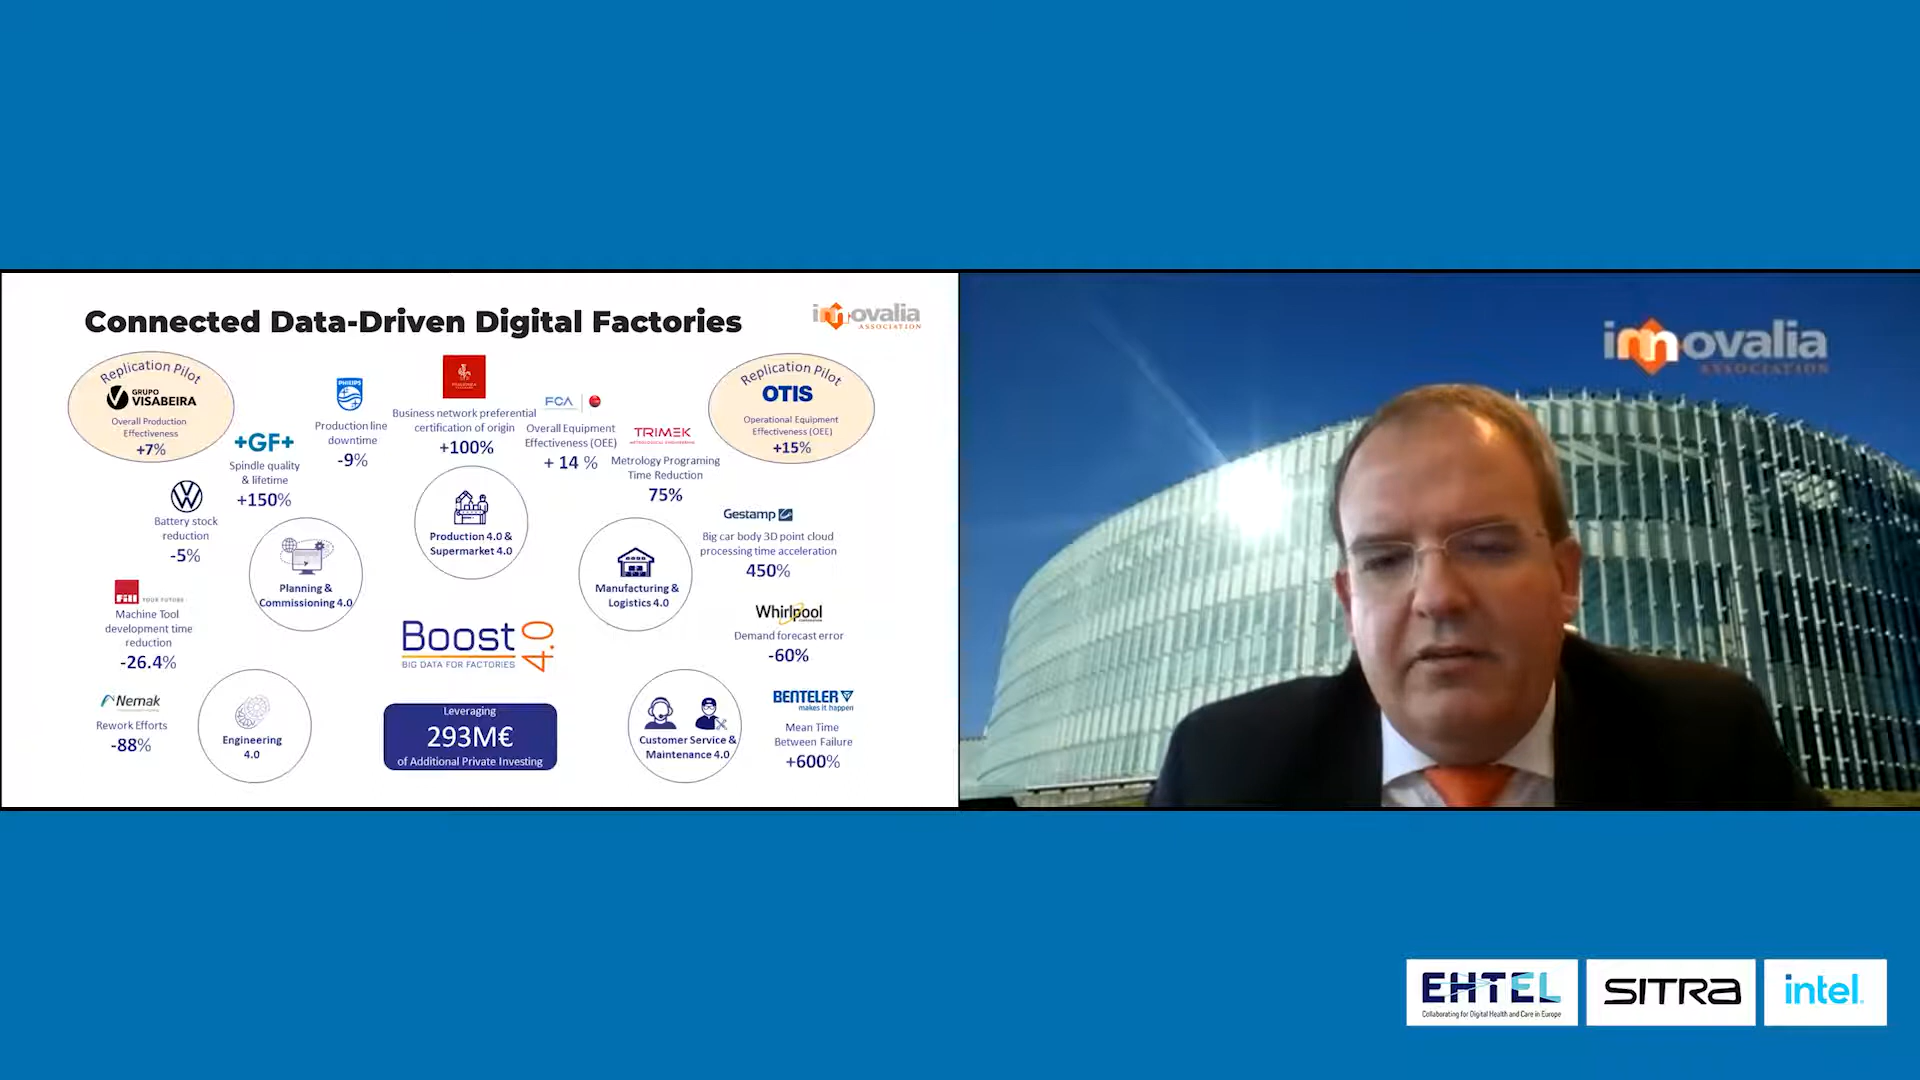 Connected Data-Driven Digital Factories
innovalia
ASSOCIATION
Replication Pilot
GRUPO
VISABEIRA
Overall Production
Effectiveness
+7%
+GF+
Spindle quality
& lifetime
+150%
PHILIPS
Production line
downtime
-9%
Business network preferential
certification of origin
+100%
FCA
Overall Equipment
Effectiveness (OEE)
+ 14 %
TRIMEK
Metrology Programing
Time Reduction
75%
Replication Pilot
OTIS
Operational Equipment
Effectiveness (OEE)
+15%
Battery stock
reduction
-5%
Gestamp
Big car body 3D point cloud
processing time acceleration
450%
Production 4.0 &
Supermarket 4.0
Planning &
Commissioning 4.0
Manufacturing &
Logistics 4.0
Fill YOUR FUTURE
Machine Tool
development time
reduction
-26.4%
Boost 4.0
BIG DATA FOR FACTORIES
Whirlpool
CORPORATION
Demand forecast error
-60%
Nemak
Rework Efforts
-88%
Engineering
4.0
Leveraging
293M€
of Additional Private Investing
Customer Service &
Maintenance 4.0
BENTELER
makes it happen
Mean Time
Between Failure
+600%
innovalia
ASSOCIATION
EHTEL
Collaborating for Digital Health and Care in Europe
SITRA
intel.